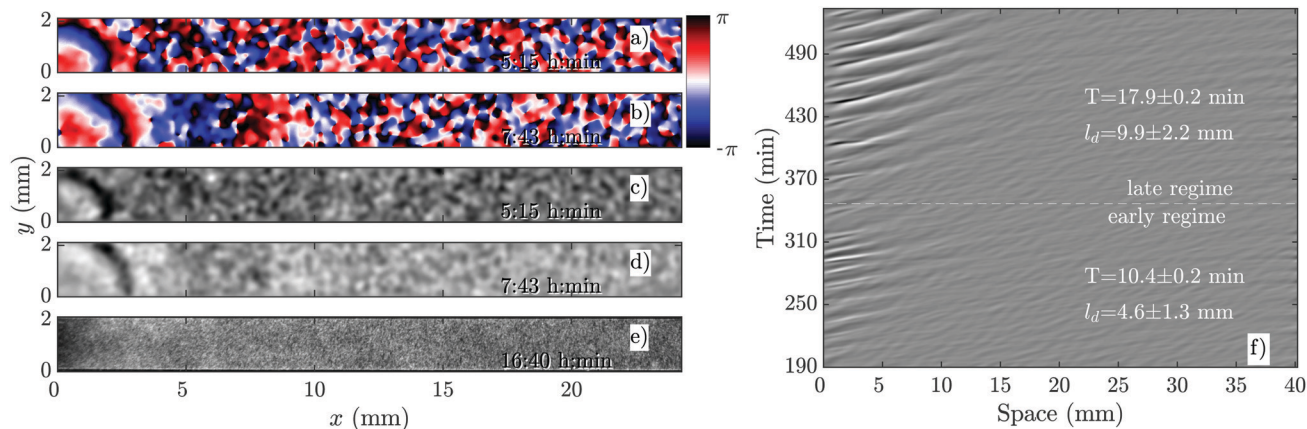 2
0
a)
5:15 h:min
π
-π
2
0
b)
7:43 h:min
2
0
c)
5:15 h:min
2
0
d)
7:43 h:min
2
0
e)
16:40 h:min
0
5
10
15
20
x (mm)
y (mm)
490
430
370
310
250
190
Time (min)
T=17.9±0.2 min
l_d=9.9±2.2 mm
late regime
early regime
T=10.4±0.2 min
l_d=4.6±1.3 mm
f)
0
5
10
15
20
25
30
35
40
Space (mm)